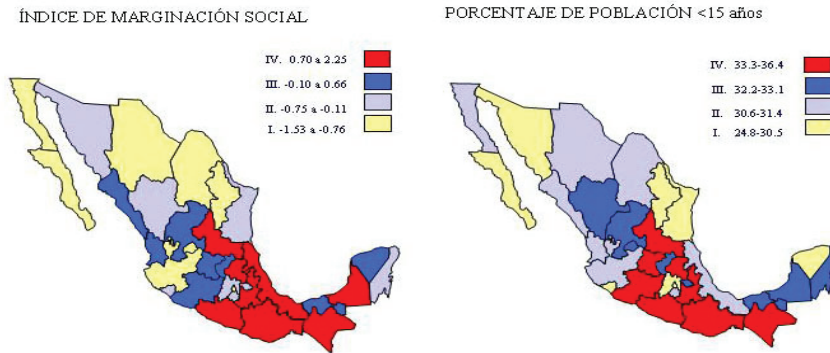 ÍNDICE DE MARGINACIÓN SOCIAL
IV. 0.70 a 2.25
III. -0.10 a 0.66
II. -0.75 a -0.11
I. -1.53 a -0.76
PORCENTAJE DE POBLACIÓN <15 años
IV. 33.3-36.4
III. 32.2-33.1
II. 30.6-31.4
I. 24.8-30.5